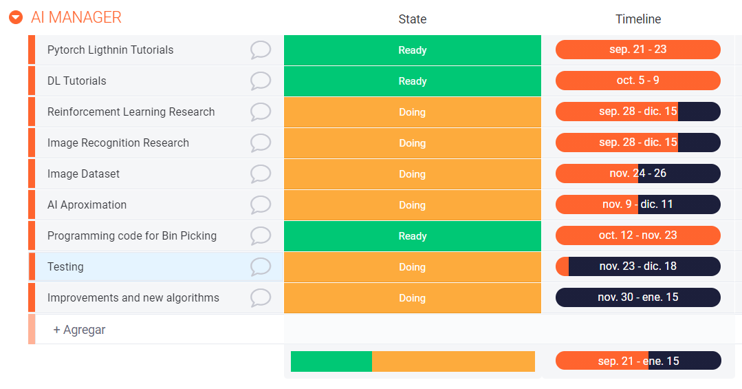 AI MANAGER State Timeline
Pytorch Ligthnin Tutorials Ready sep. 21 - 23
DL Tutorials Ready oct. 5 - 9
Reinforcement Learning Research Doing sep. 28 - dic. 15
Image Recognition Research Doing sep. 28 - dic. 15
Image Dataset Doing nov. 24 - 26
AI Aproximation Doing nov. 9 - dic. 11
Programming code for Bin Picking Ready oct. 12 - nov. 23
Testing Doing nov. 23 - dic. 18
Improvements and new algorithms Doing nov. 30 - ene. 15
+ Agregar
sep. 21 - ene. 15